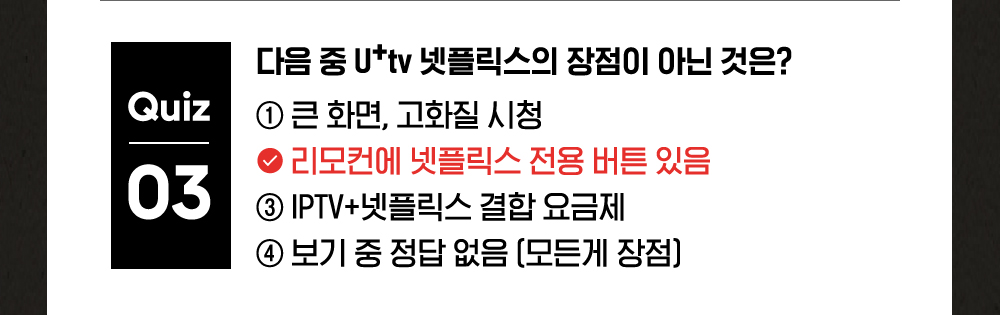 Quiz
03
다음 중 U+tv 넷플릭스의 장점이 아닌 것은?
① 큰 화면, 고화질 시청
리모컨에 넷플릭스 전용 버튼 있음
③ IPTV+넷플릭스 결합 요금제
④ 보기 중 정답 없음 (모든게 장점)